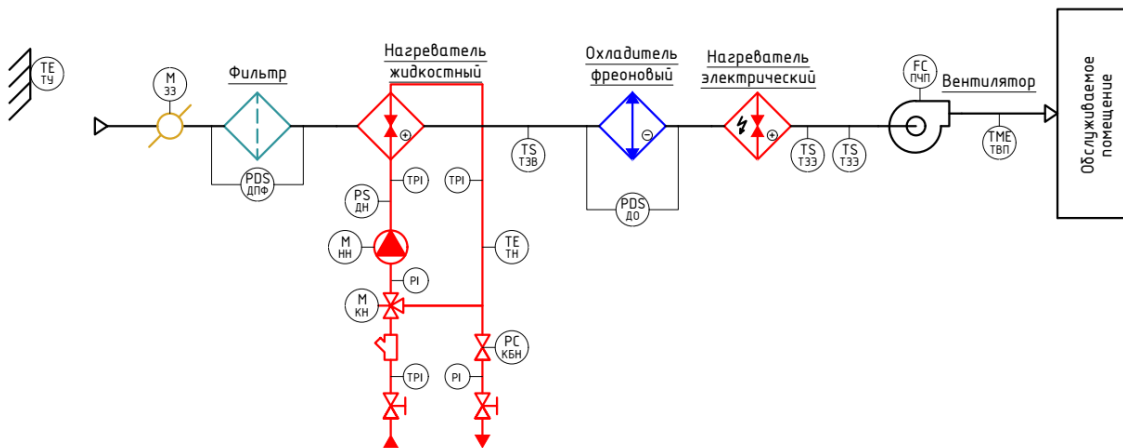 TE
ТУ
M
ЗЗ
Фильтр
PDS
ДПФ
Нагреватель
жидкостный
TPI
TPI
PS
ДН
M
НН
TE
ТН
PI
M
КН
PC
КБН
TPI
PI
TS
ТЗВ
Охладитель
фреоновый
PDS
ДО
Нагреватель
электрический
TS
ТЗЭ
TS
ТЗЭ
FC
ПЧП
Вентилятор
TME
ТВП
Обслуживаемое
помещение